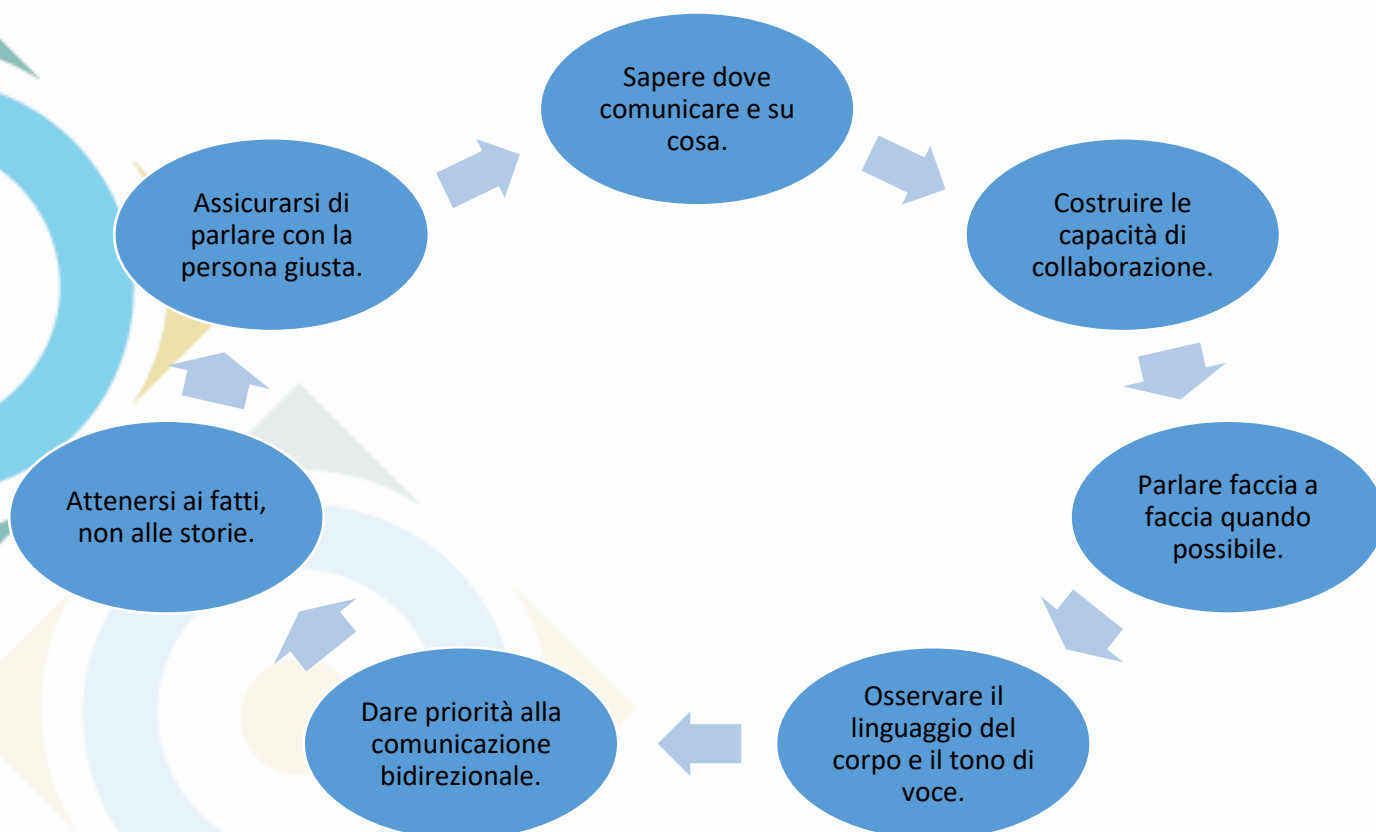 Sapere dove
comunicare e su
cosa.
Costruire le
capacità di
collaborazione.
Parlare faccia a
faccia quando
possibile.
Osservare il
linguaggio del
corpo e il tono di
voce.
Dare priorità alla
comunicazione
bidirezionale.
Attenersi ai fatti,
non alle storie.
Assicurarsi di
parlare con la
persona giusta.